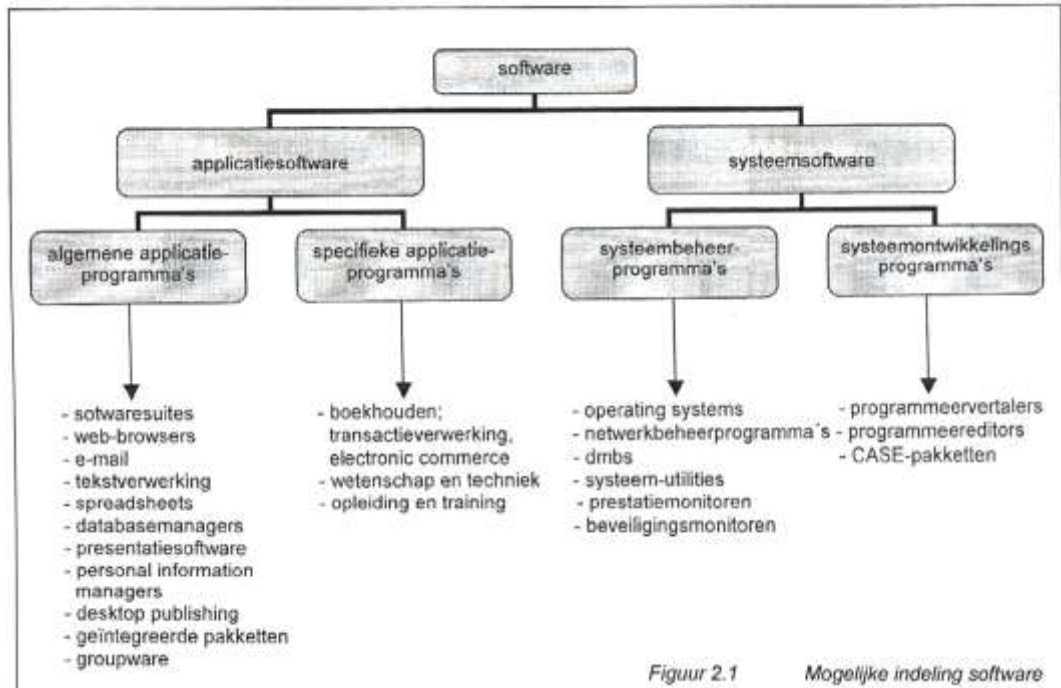 software
applicatiesoftware
systeemsoftware
algemene applicatie-
programma's
specifieke applicatie-
programma's
systeembeheer-
programma's
systeemontwikkelings
programma's
- sotwaresuites
- web-browsers
- e-mail
- tekstverwerking
- spreadsheets
- databasemanagers
- presentatiesoftware
- personal information
managers
- desktop publishing
- geïntegreerde pakketten
- groupware
- boekhouden;
transactieverwerking,
electronic commerce
- wetenschap en techniek
- opleiding en training
- operating systems
- netwerkbeheerprogramma´s
- dmbs
- systeem-utilities
- prestatiemonitoren
- beveiligingsmonitoren
- programmeervertalers
- programmeereditors
- CASE-pakketten
Figuur 2.1 Mogelijke indeling software